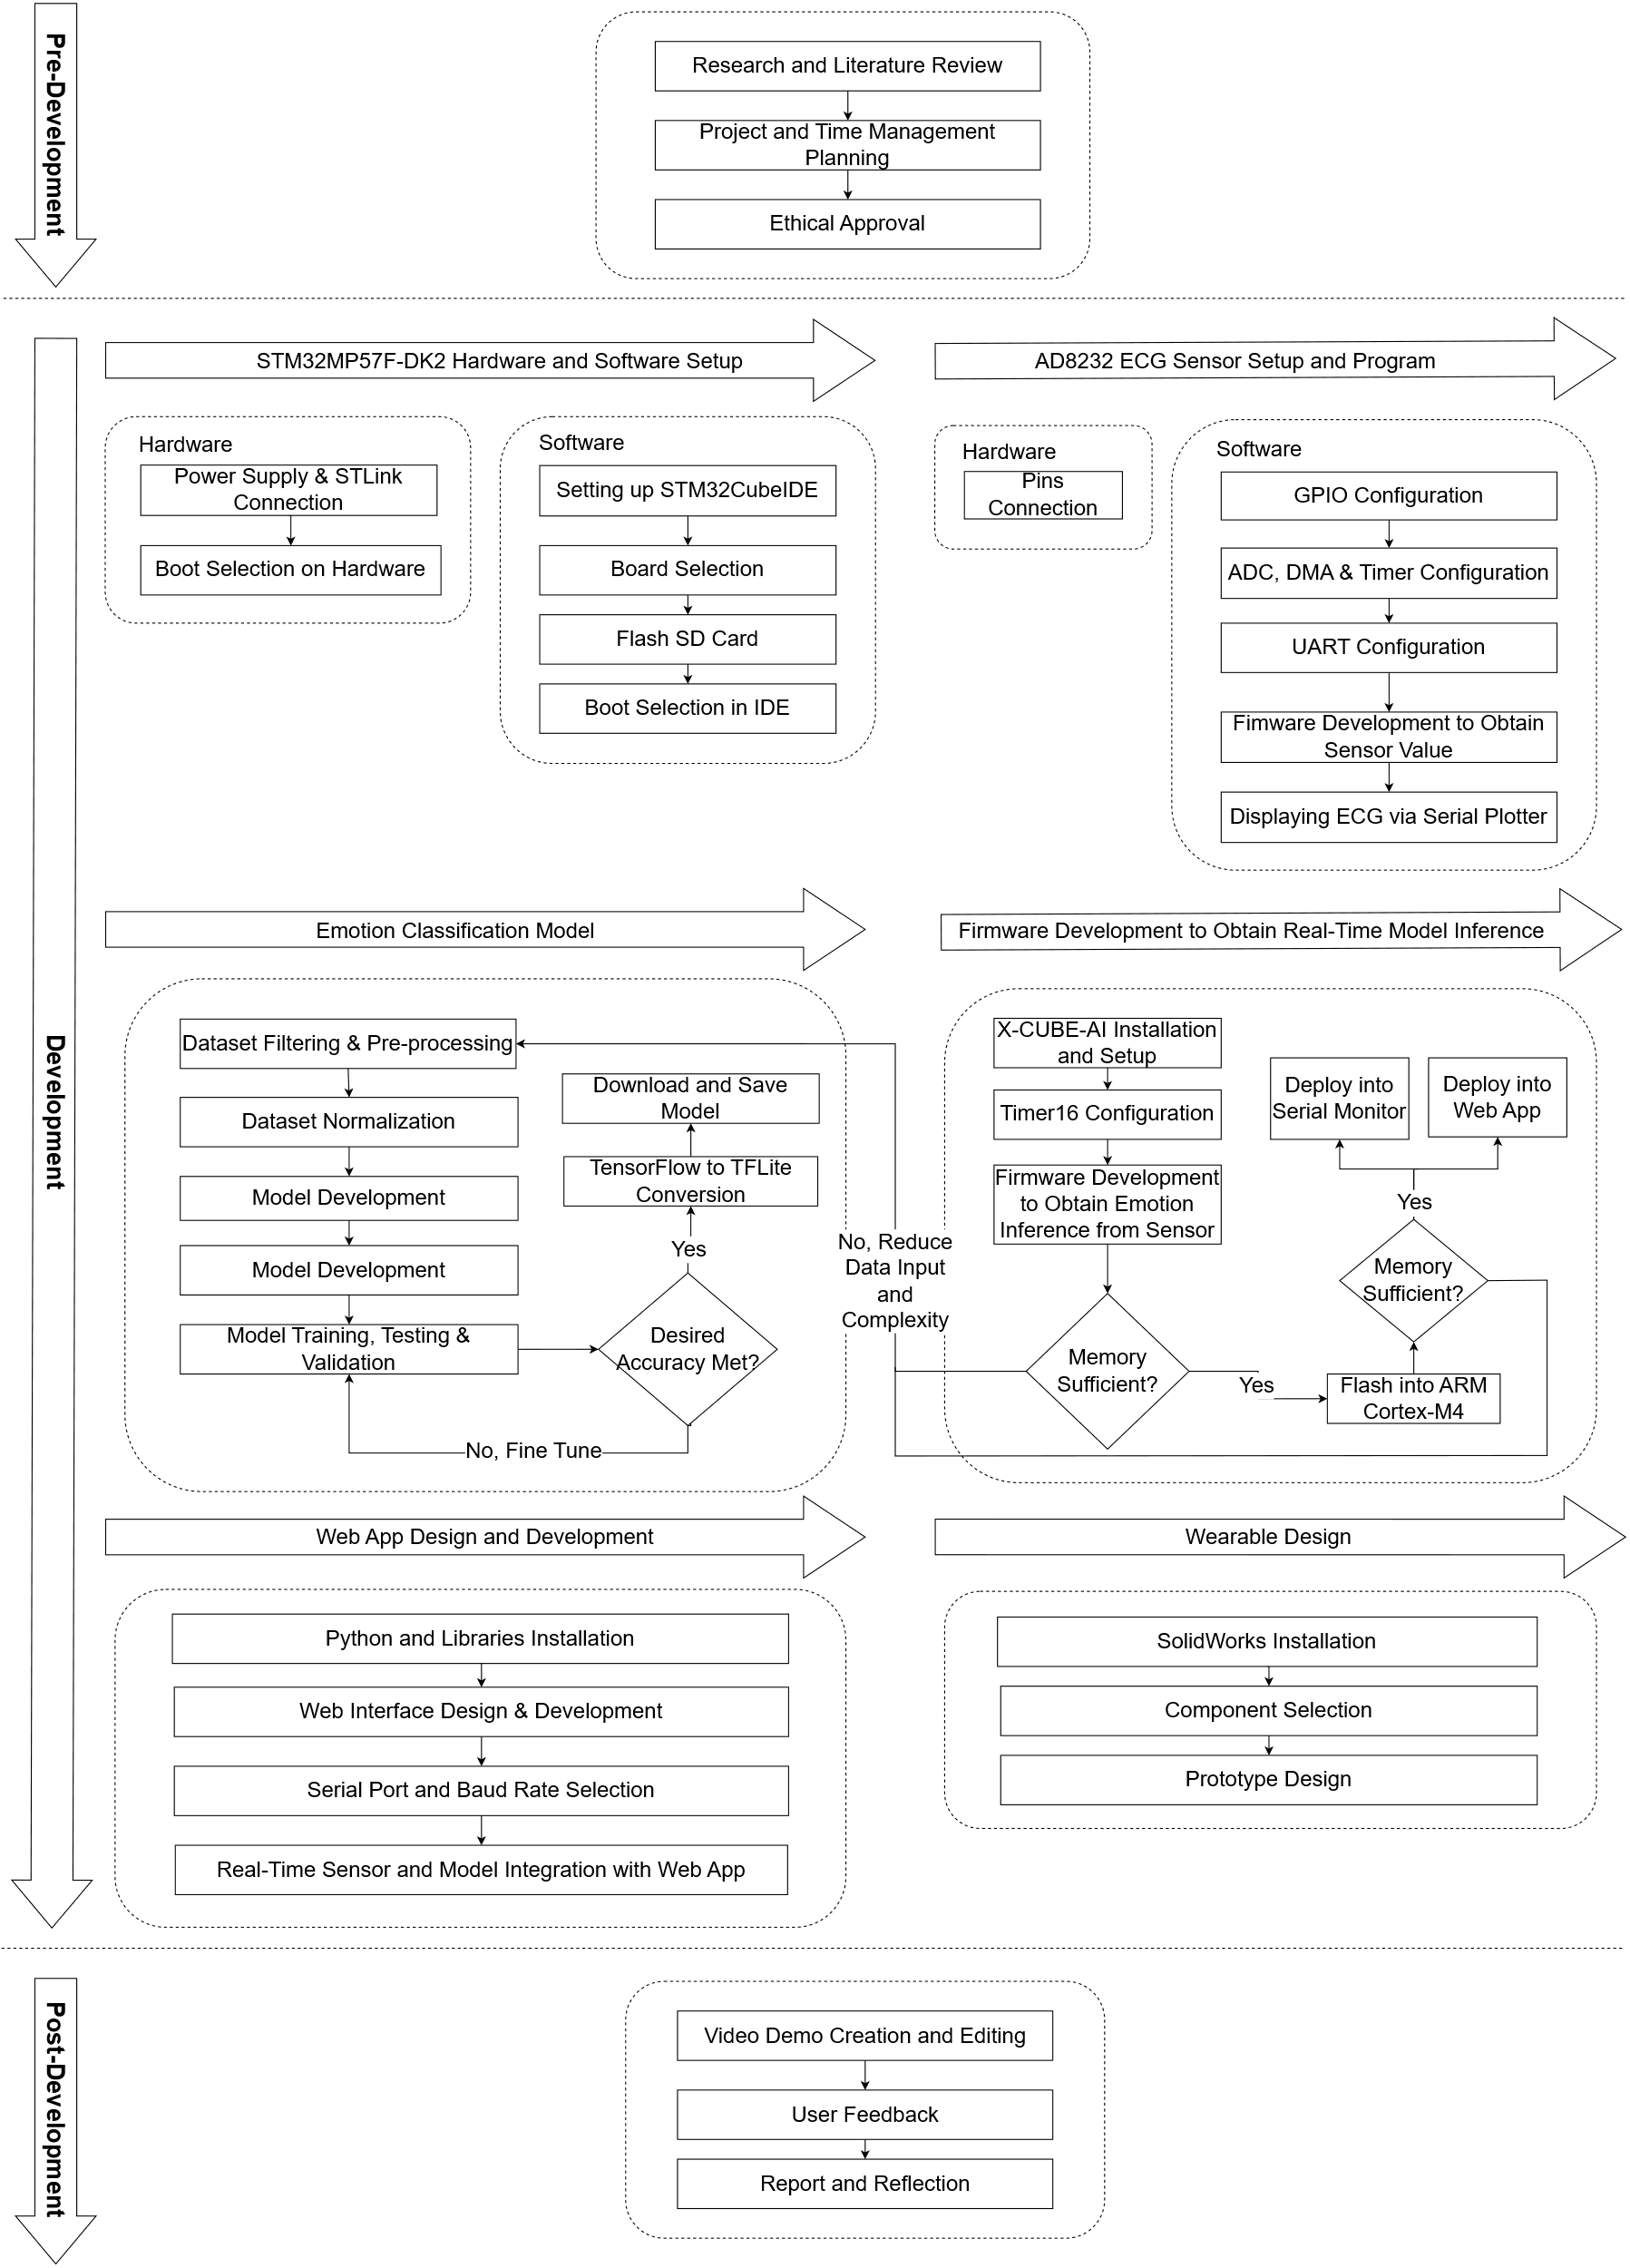 Pre-Development
Research and Literature Review
Project and Time Management
Planning
Ethical Approval
Development
STM32MP57F-DK2 Hardware and Software Setup
Hardware
Power Supply & STLink
Connection
Boot Selection on Hardware
Software
Setting up STM32CubeIDE
Board Selection
Flash SD Card
Boot Selection in IDE
AD8232 ECG Sensor Setup and Program
Hardware
Pins
Connection
Software
GPIO Configuration
ADC, DMA & Timer Configuration
UART Configuration
Fimware Development to Obtain
Sensor Value
Displaying ECG via Serial Plotter
Emotion Classification Model
Dataset Filtering & Pre-processing
Dataset Normalization
Model Development
Model Development
Model Training, Testing &
Validation
Desired
Accuracy Met?
No, Fine Tune
Yes
TensorFlow to TFLite
Conversion
Download and Save
Model
Firmware Development to Obtain Real-Time Model Inference
X-CUBE-AI Installation
and Setup
Timer16 Configuration
Firmware Development
to Obtain Emotion
Inference from Sensor
Memory
Sufficient?
No, Reduce
Data Input
and
Complexity
Yes
Flash into ARM
Cortex-M4
Memory
Sufficient?
Yes
Deploy into
Serial Monitor
Deploy into
Web App
Web App Design and Development
Python and Libraries Installation
Web Interface Design & Development
Serial Port and Baud Rate Selection
Real-Time Sensor and Model Integration with Web App
Wearable Design
SolidWorks Installation
Component Selection
Prototype Design
Post-Development
Video Demo Creation and Editing
User Feedback
Report and Reflection